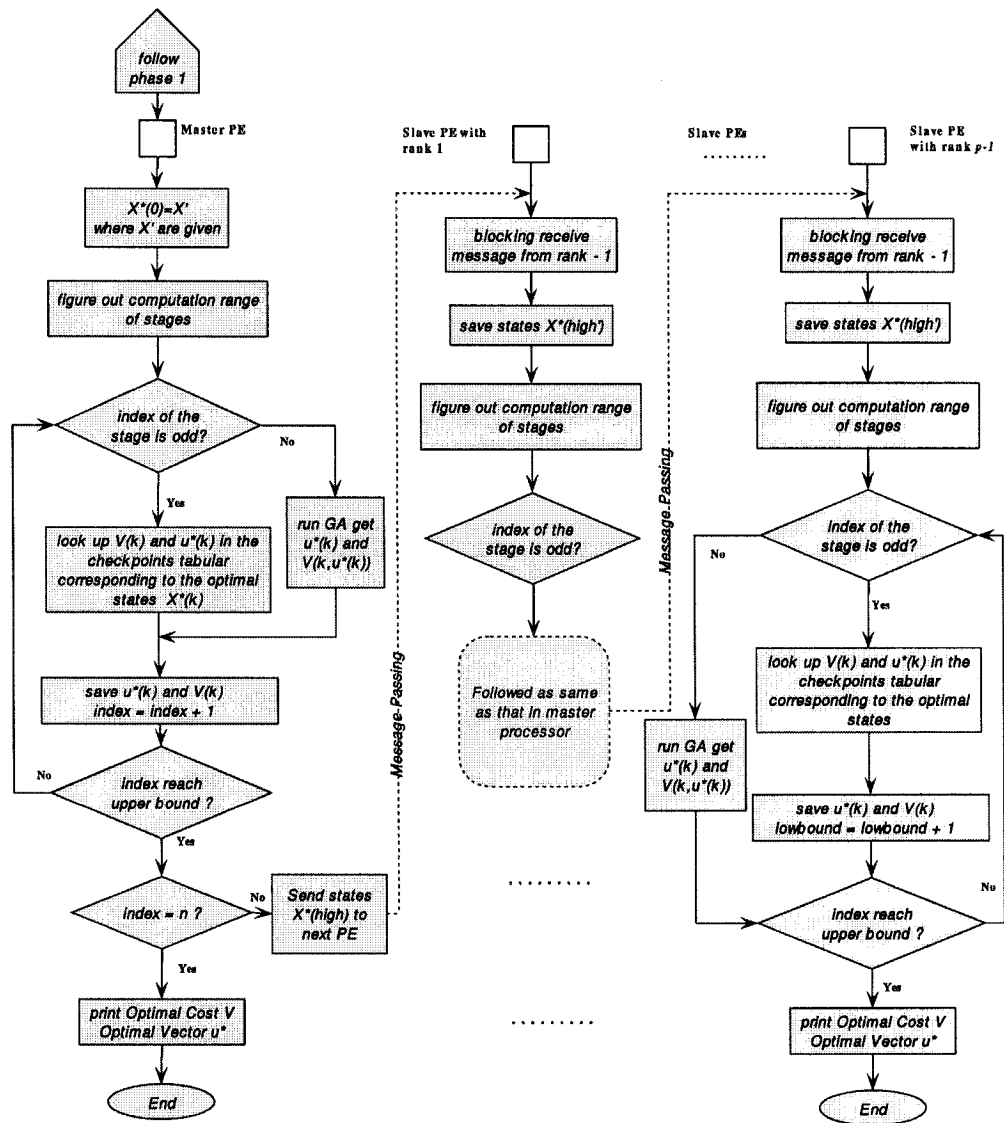 follow
phase 1
Master PE
X*(0)=X'
where X' are given
figure out computation range
of stages
index of the
stage is odd?
No
Yes
run GA get
u*(k) and
V(k,u*(k))
look up V(k) and u*(k) in the
checkpoints tabular
corresponding to the optimal
states X*(k)
save u*(k) and V(k)
index = index + 1
No
Index reach
upper bound ?
Yes
index = n ?
No
Send states
X*(high) to
next PE
Yes
print Optimal Cost V
Optimal Vector u*
End
Message-Passing
Slave PE with
rank 1
blocking receive
message from rank - 1
save states X*(high')
figure out computation range
of stages
index of the
stage is odd?
Followed as same
as that in master
processor
Message-Passing
Slave PEs
.........
.........
.........
Slave PE
with rank p-1
blocking receive
message from rank - 1
save states X*(high')
figure out computation range
of stages
index of the
stage is odd?
No
Yes
look up V(k) and u*(k) in the
checkpoints tabular
corresponding to the optimal
states
run GA get
u*(k) and
V(k,u*(k))
save u*(k) and V(k)
lowbound = lowbound + 1
No
index reach
upper bound ?
Yes
print Optimal Cost V
Optimal Vector u*
End